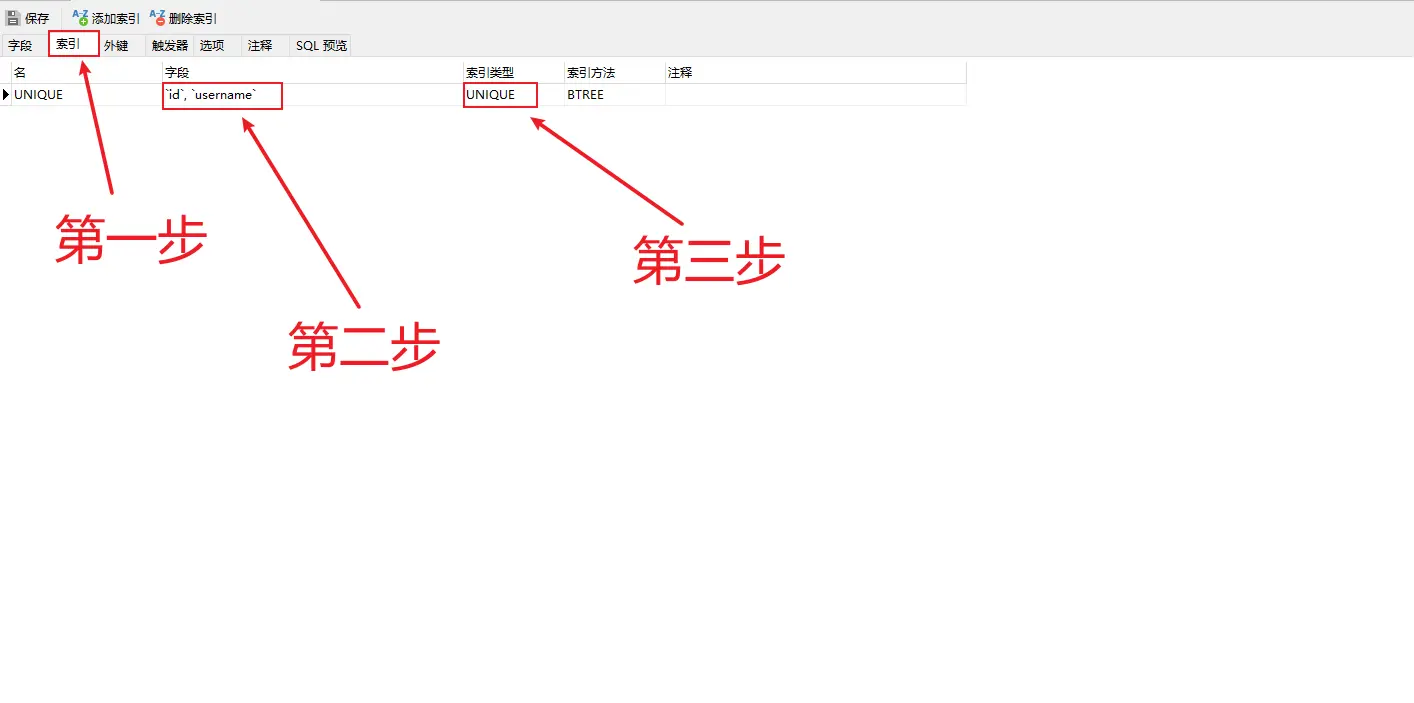 保存 添加索引 删除索引
字段 索引 外键 触发器 选项 注释 SQL 预览
名 字段 索引类型 索引方法 注释
UNIQUE `id`, `username` UNIQUE BTREE
第一步
第三步
第二步